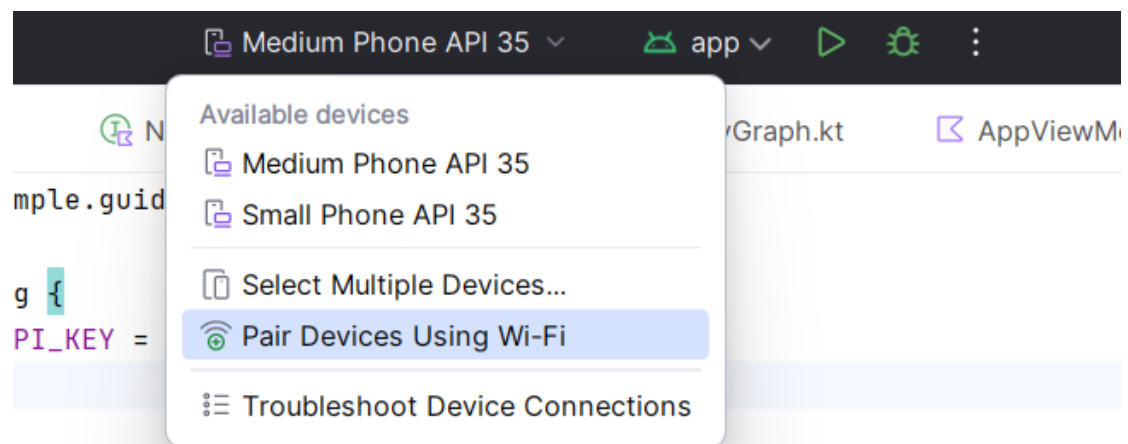 Medium Phone API 35
app
Available devices
N
Graph.kt
AppViewM
Medium Phone API 35
mple.guid
Small Phone API 35
Select Multiple Devices...
g {
Pair Devices Using Wi-Fi
PI_KEY =
Troubleshoot Device Connections